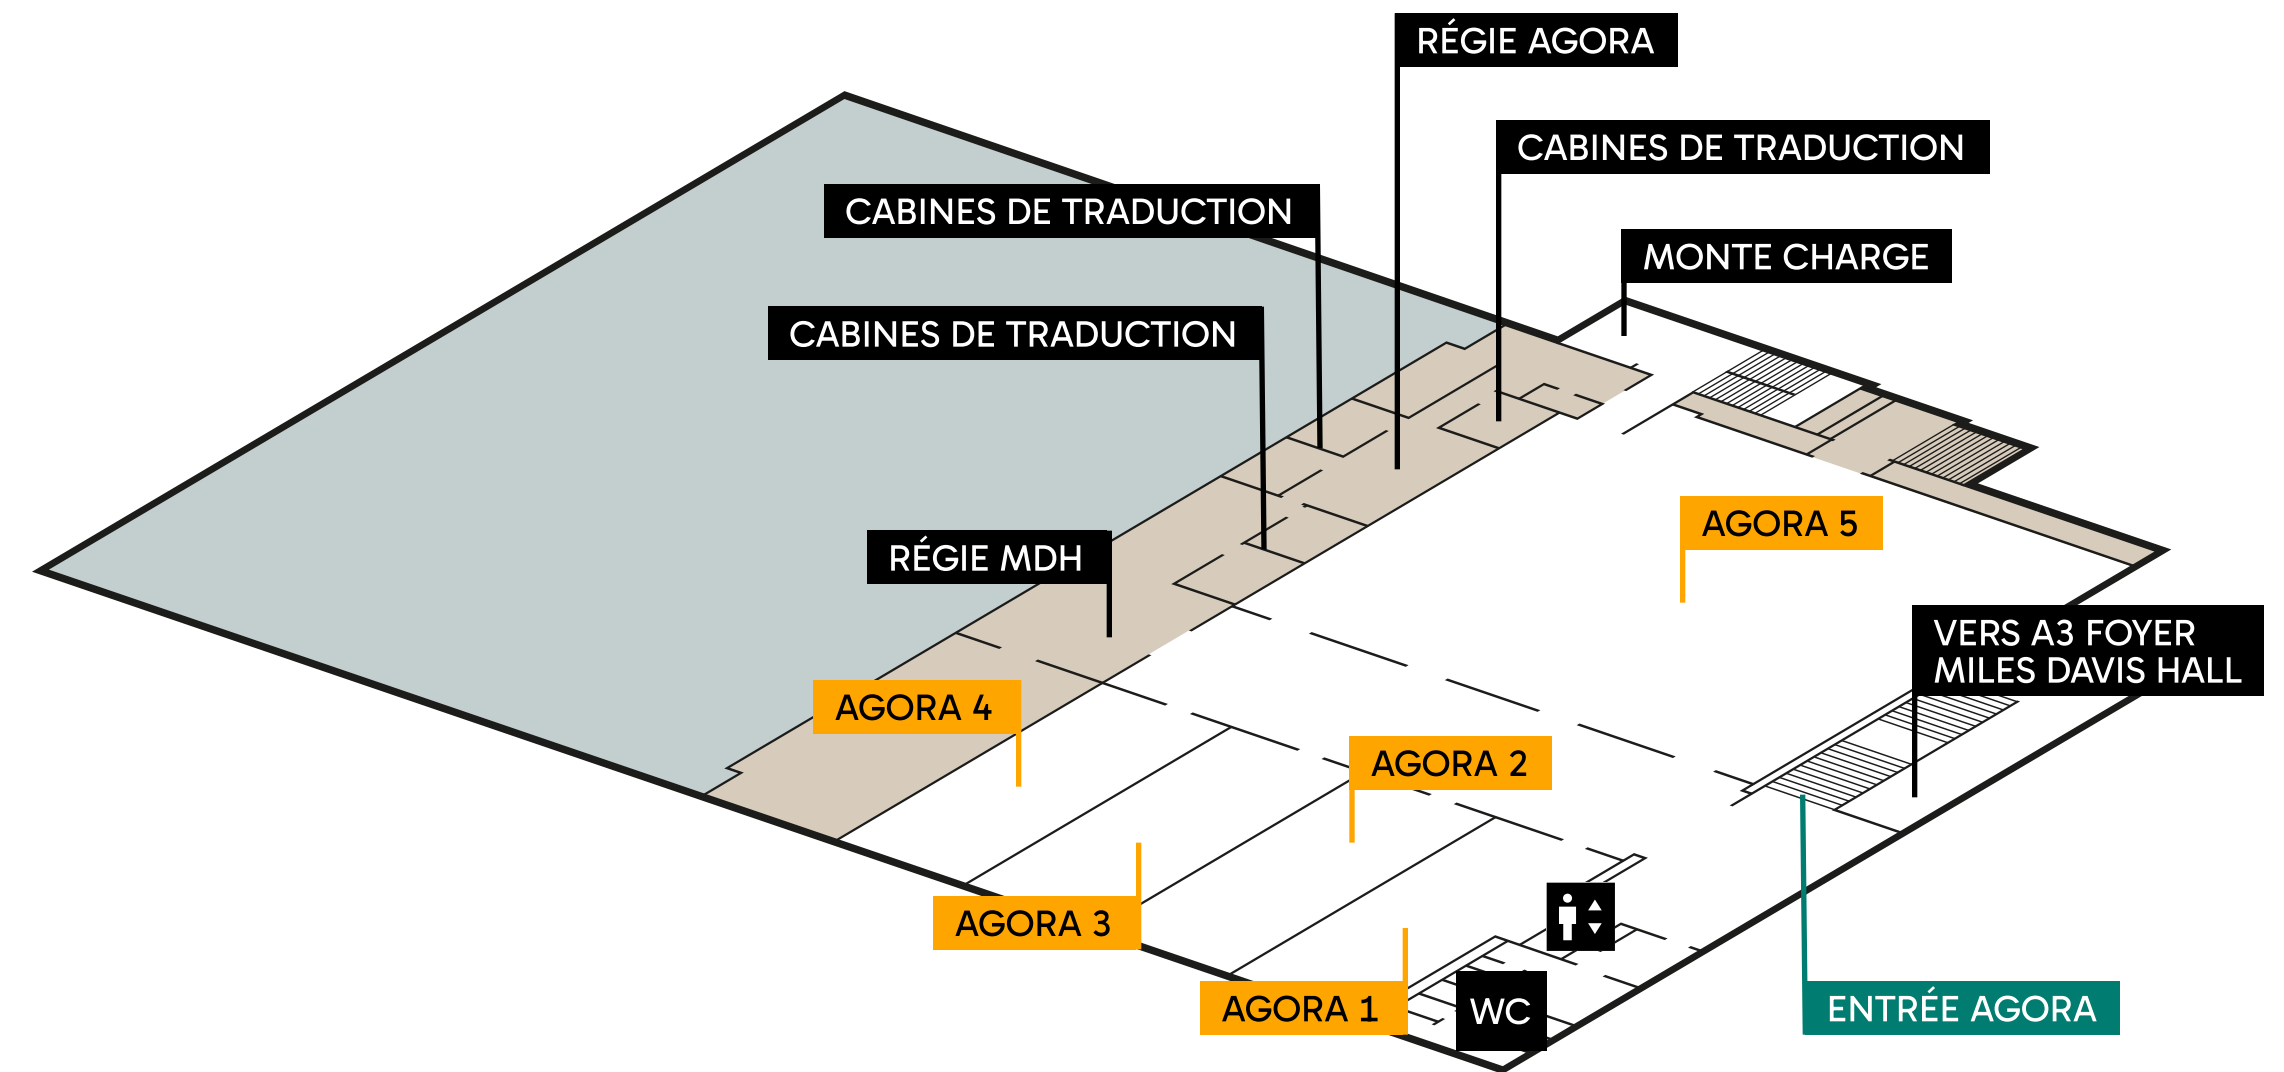 RÉGIE AGORA
CABINES DE TRADUCTION
CABINES DE TRADUCTION
MONTE CHARGE
CABINES DE TRADUCTION
AGORA 5
RÉGIE MDH
VERS A3 FOYER
MILES DAVIS HALL
AGORA 4
AGORA 2
AGORA 3
AGORA 1
WC
ENTRÉE AGORA